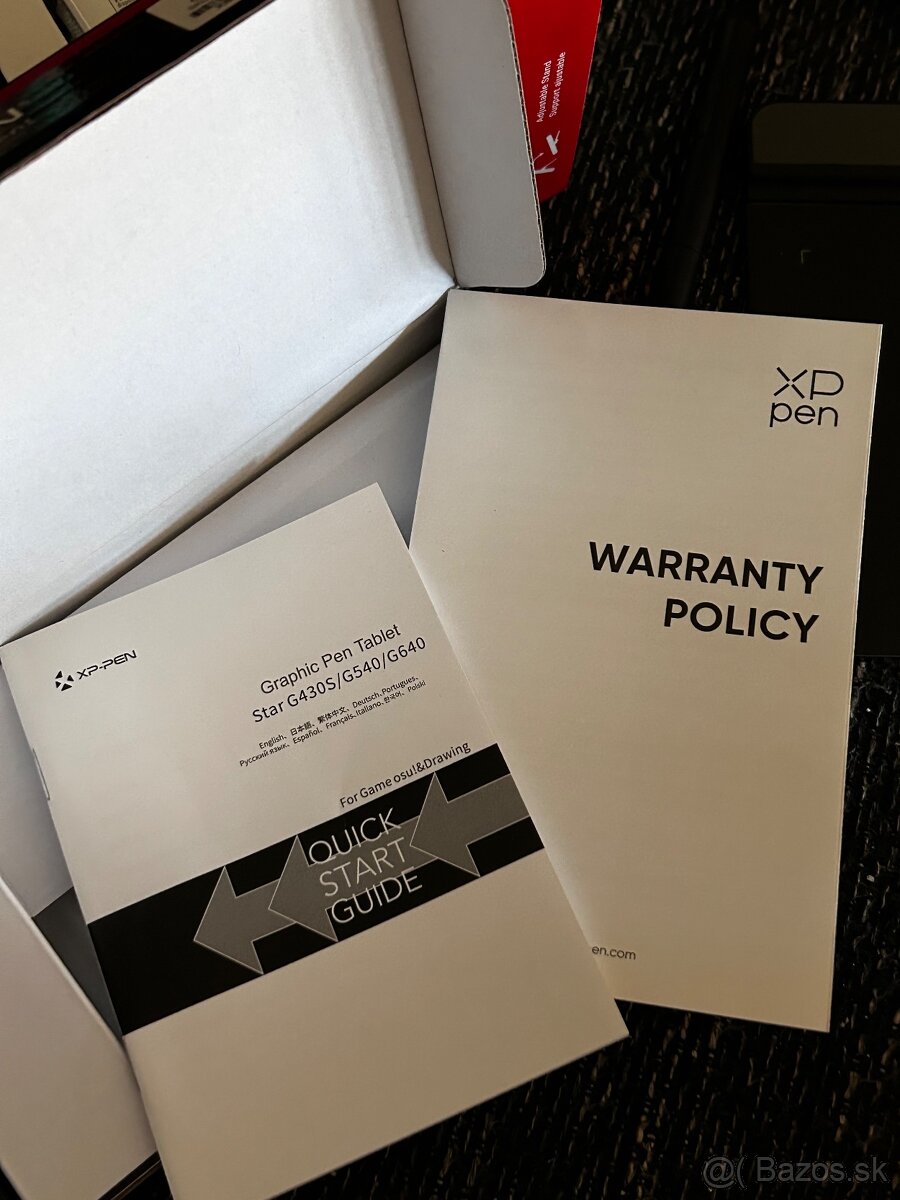 Adjustable Stand
Support ajustable
XP
pen
WARRANTY
POLICY
en.com
XP-PEN
Graphic Pen Tablet
Star G430S/G540/G640
English、日本語、繁体中文、Deutsch、Portugues、
Русский язык、Español、Français、Italiano、한국어、Polski
For Game osu!&Drawing
QUICK
START
GUIDE
@( Bazos.sk